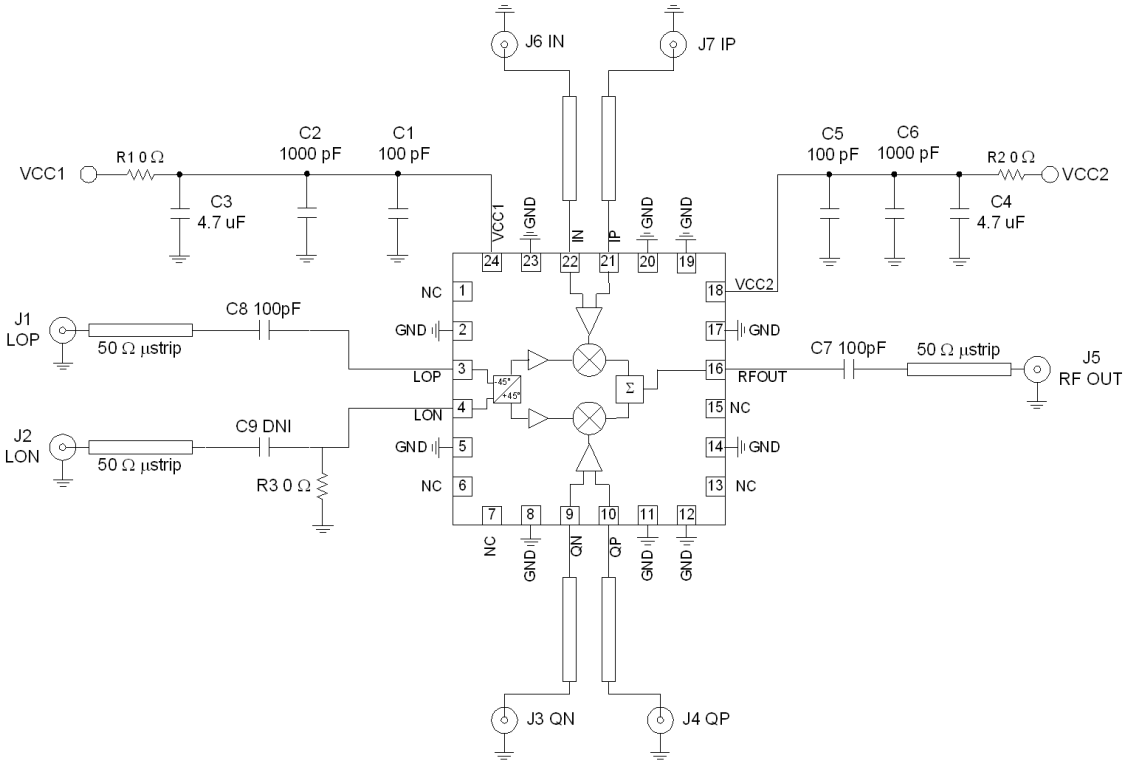 J6 IN
J7 IP
C2
1000 pF
C1
100 pF
C5
100 pF
C6
1000 pF
R1 0 Ω
R2 0 Ω
VCC1
VCC2
C3
4.7 uF
C4
4.7 uF
VCC1
GND
IN
IP
GND
GND
24
23
22
21
20
19
NC
1
18
VCC2
J1
LOP
C8 100pF
GND
2
17
GND
50 Ω µstrip
C7 100pF
50 Ω µstrip
J5
RF OUT
3
LOP
16
RFOUT
-45°
+45°
Σ
4
LON
15
NC
J2
LON
C9 DNI
GND
5
14
GND
50 Ω µstrip
R3 0 Ω
NC
6
13
NC
7
8
9
10
11
12
NC
GND
QN
QP
GND
GND
J3 QN
J4 QP